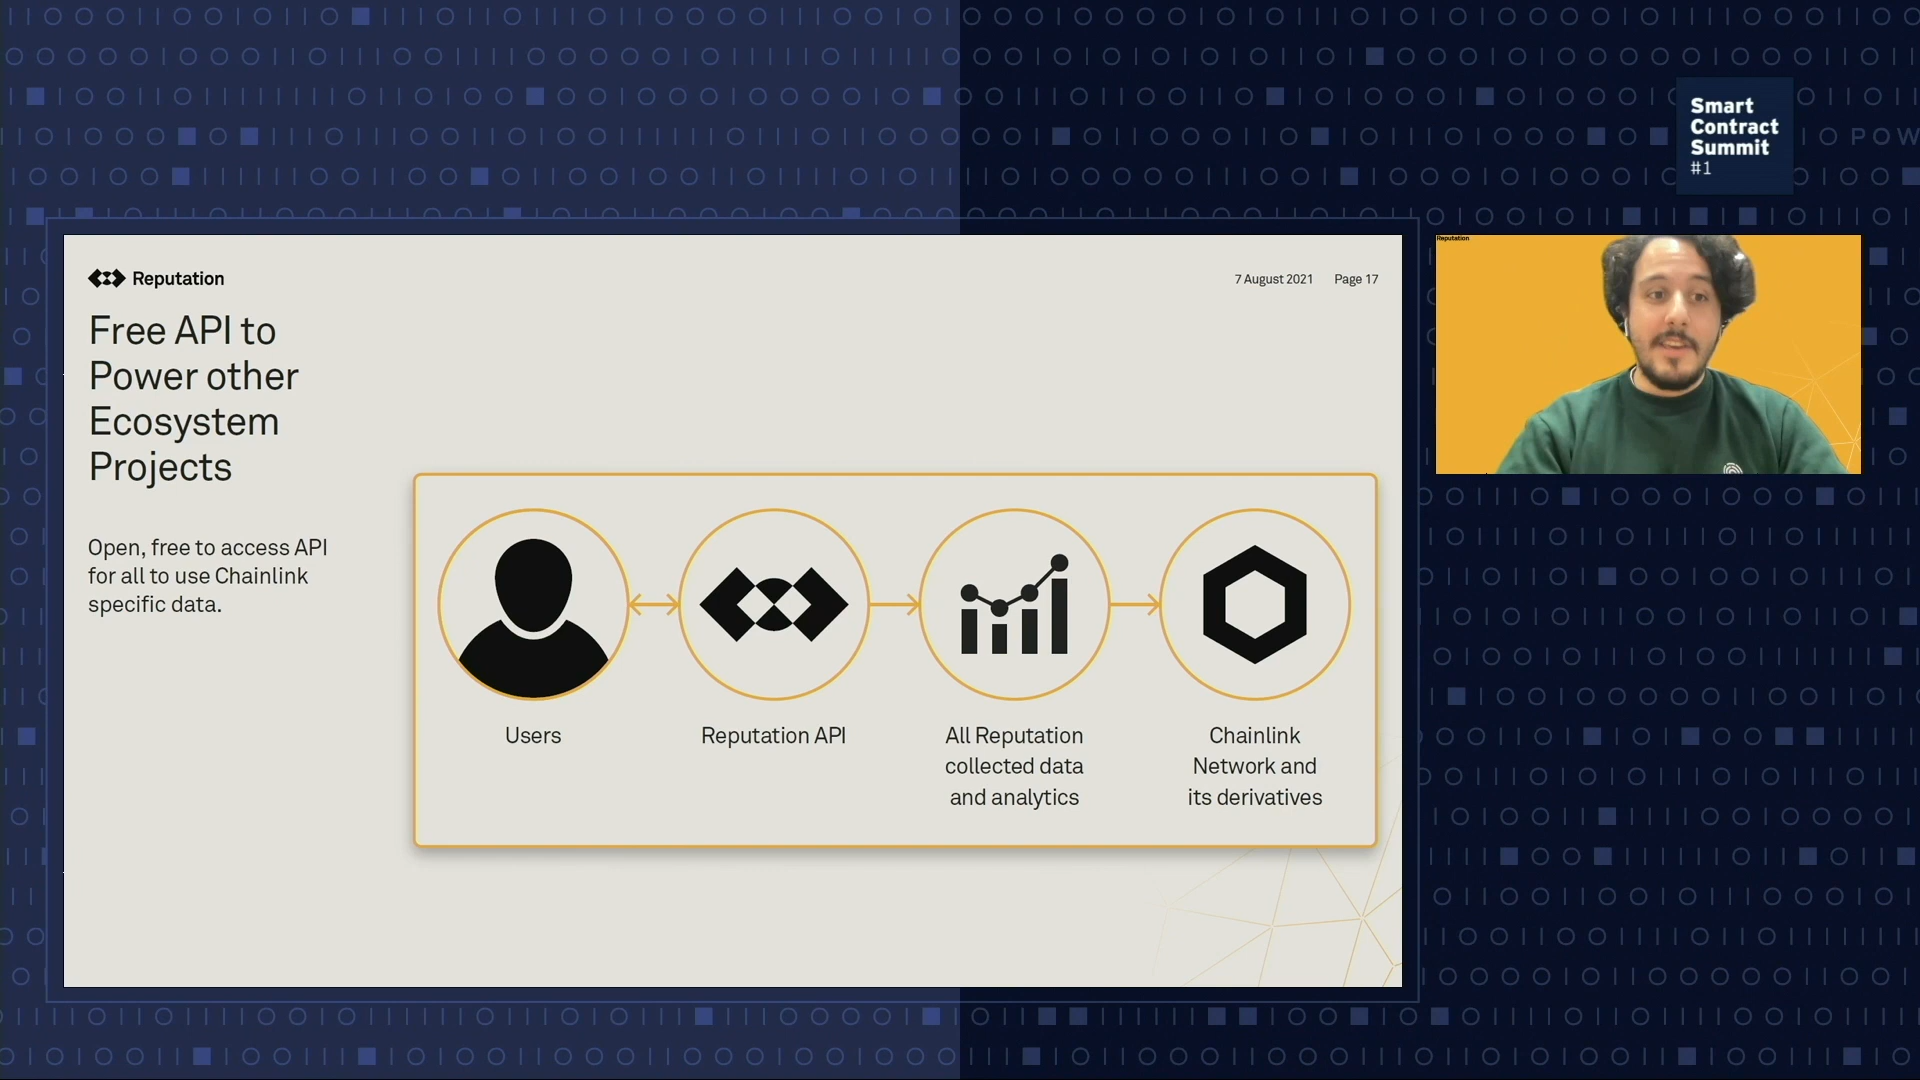 Smart
Contract
Summit
#1
POW
Reputation
7 August 2021 Page 17
Reputation
Free API to
Power other
Ecosystem
Projects
Open, free to access API
for all to use Chainlink
specific data.
Users
Reputation API
All Reputation
collected data
and analytics
Chainlink
Network and
its derivatives